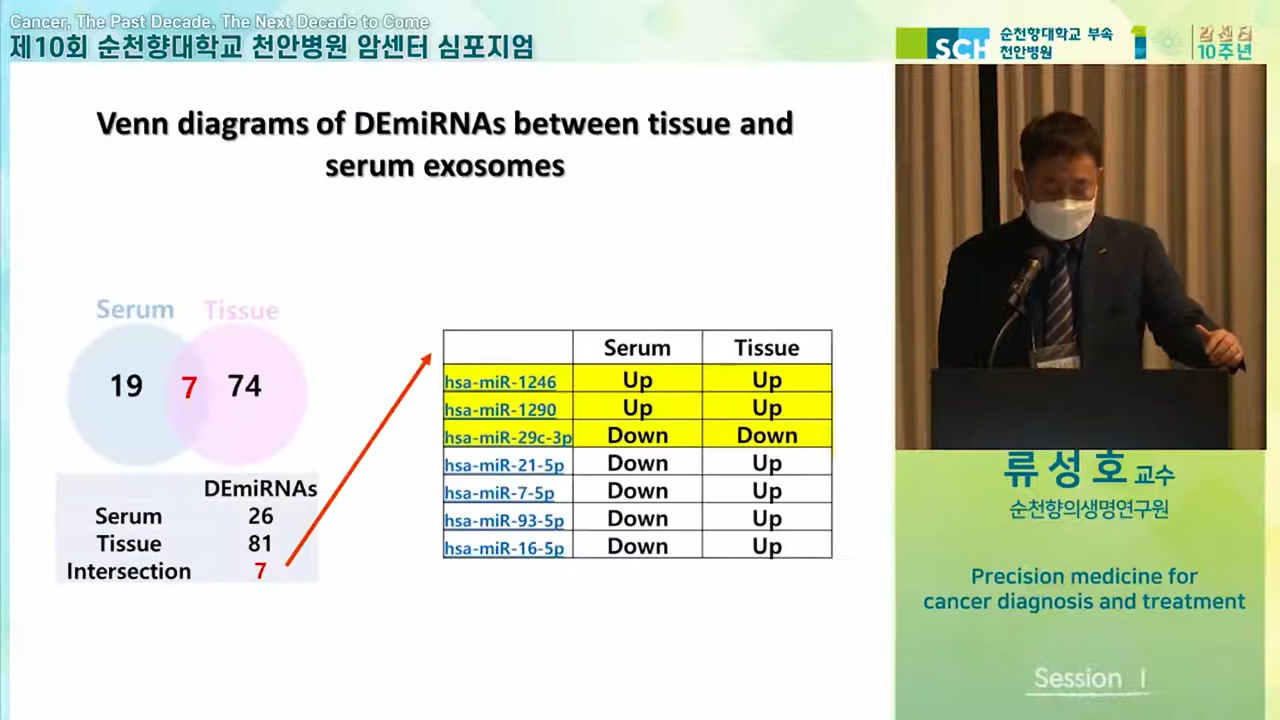 Cancer, The Past Decade, The Next Decade to Come
제10회 순천향대학교 천안병원 암센터 심포지엄
SCH
순천향대학교 부속
천안병원
암센터
10주년
Venn diagrams of DEmiRNAs between tissue and
serum exosomes
Serum Tissue
19 7 74
DEmiRNAs
Serum 26
Tissue 81
Intersection 7
Serum Tissue
hsa-miR-1246 Up Up
hsa-miR-1290 Up Up
hsa-miR-29c-3p Down Down
hsa-miR-21-5p Down Up
hsa-miR-7-5p Down Up
hsa-miR-93-5p Down Up
hsa-miR-16-5p Down Up
류성호 교수
순천향의생명연구원
Precision medicine for
cancer diagnosis and treatment
Session I